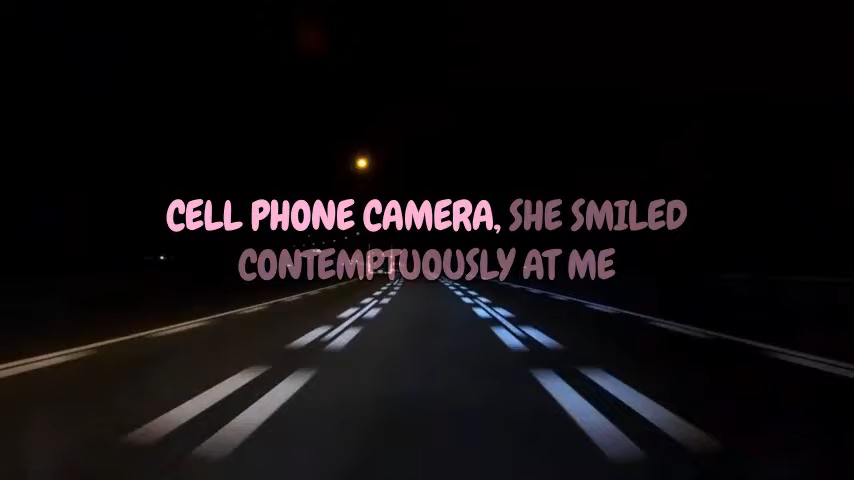 CELL PHONE CAMERA, SHE SMILED
CONTEMPTUOUSLY AT ME